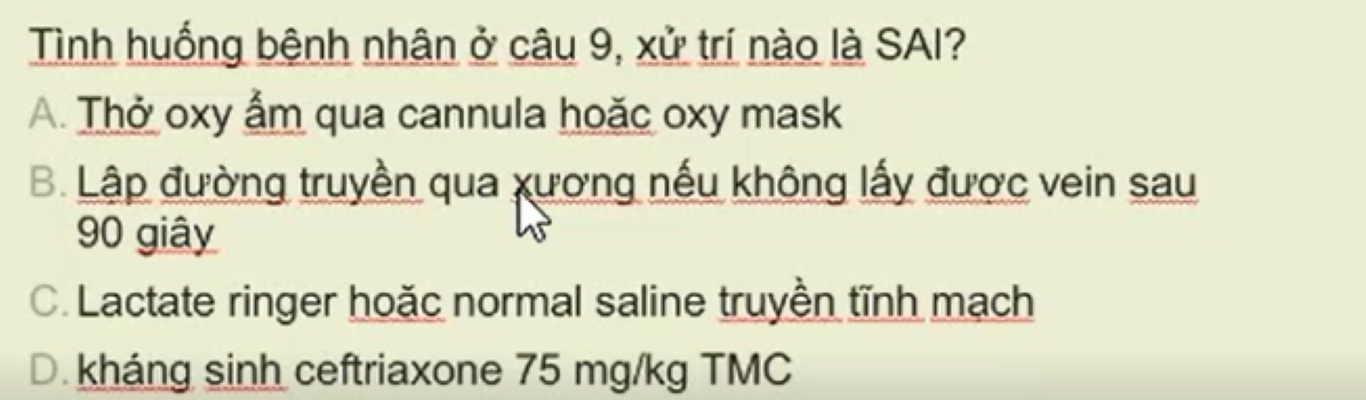 Tình huống bệnh nhân ở câu 9, xử trí nào là SAI?
A. Thở oxy ẩm qua cannula hoặc oxy mask
B. Lập đường truyền qua xương nếu không lấy được vein sau
90 giây
C. Lactate ringer hoặc normal saline truyền tĩnh mạch
D. kháng sinh ceftriaxone 75 mg/kg TMC